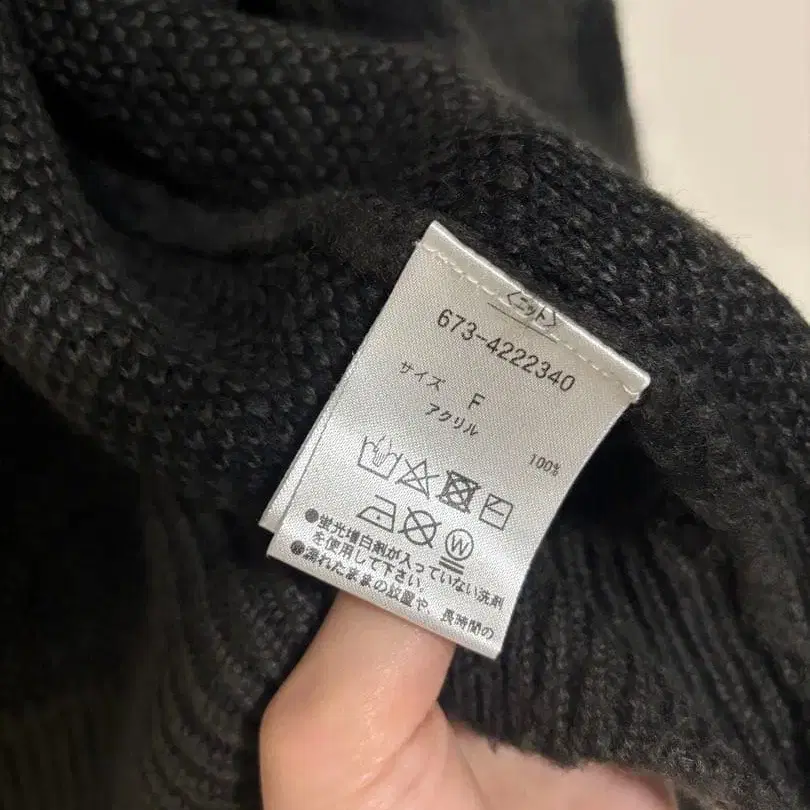 〈ニット〉
673-4222340
サイズ F
アクリル 100%
W
●蛍光増白剤が入っていない洗剤
を使用して下さい。
●濡れたままの放置や、長時間の